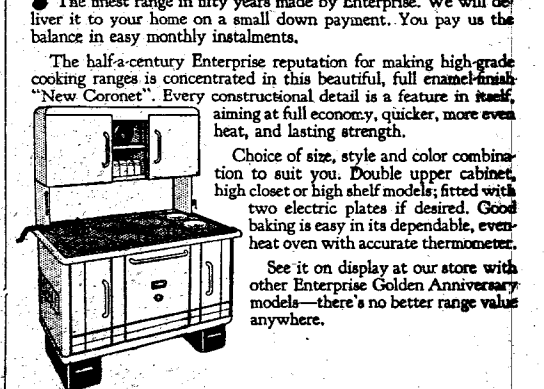 The finest range in fifty years made by Enterprise. We will de-
liver it to your home on a small down payment. You pay us the
balance in easy monthly instalments.
The half-a-century Enterprise reputation for making high-grade
cooking ranges is concentrated in this beautiful, full enamel-finish
"New Coronet". Every constructional detail is a feature in itself,
aiming at full economy, quicker, more even
heat, and lasting strength.
Choice of size, style and color combina-
tion to suit you. Double upper cabinet,
high closet or high shelf models; fitted with
two electric plates if desired. Good
baking is easy in its dependable, even-
heat oven with accurate thermometer.
See it on display at our store with
other Enterprise Golden Anniversary
models—there's no better range value
anywhere.